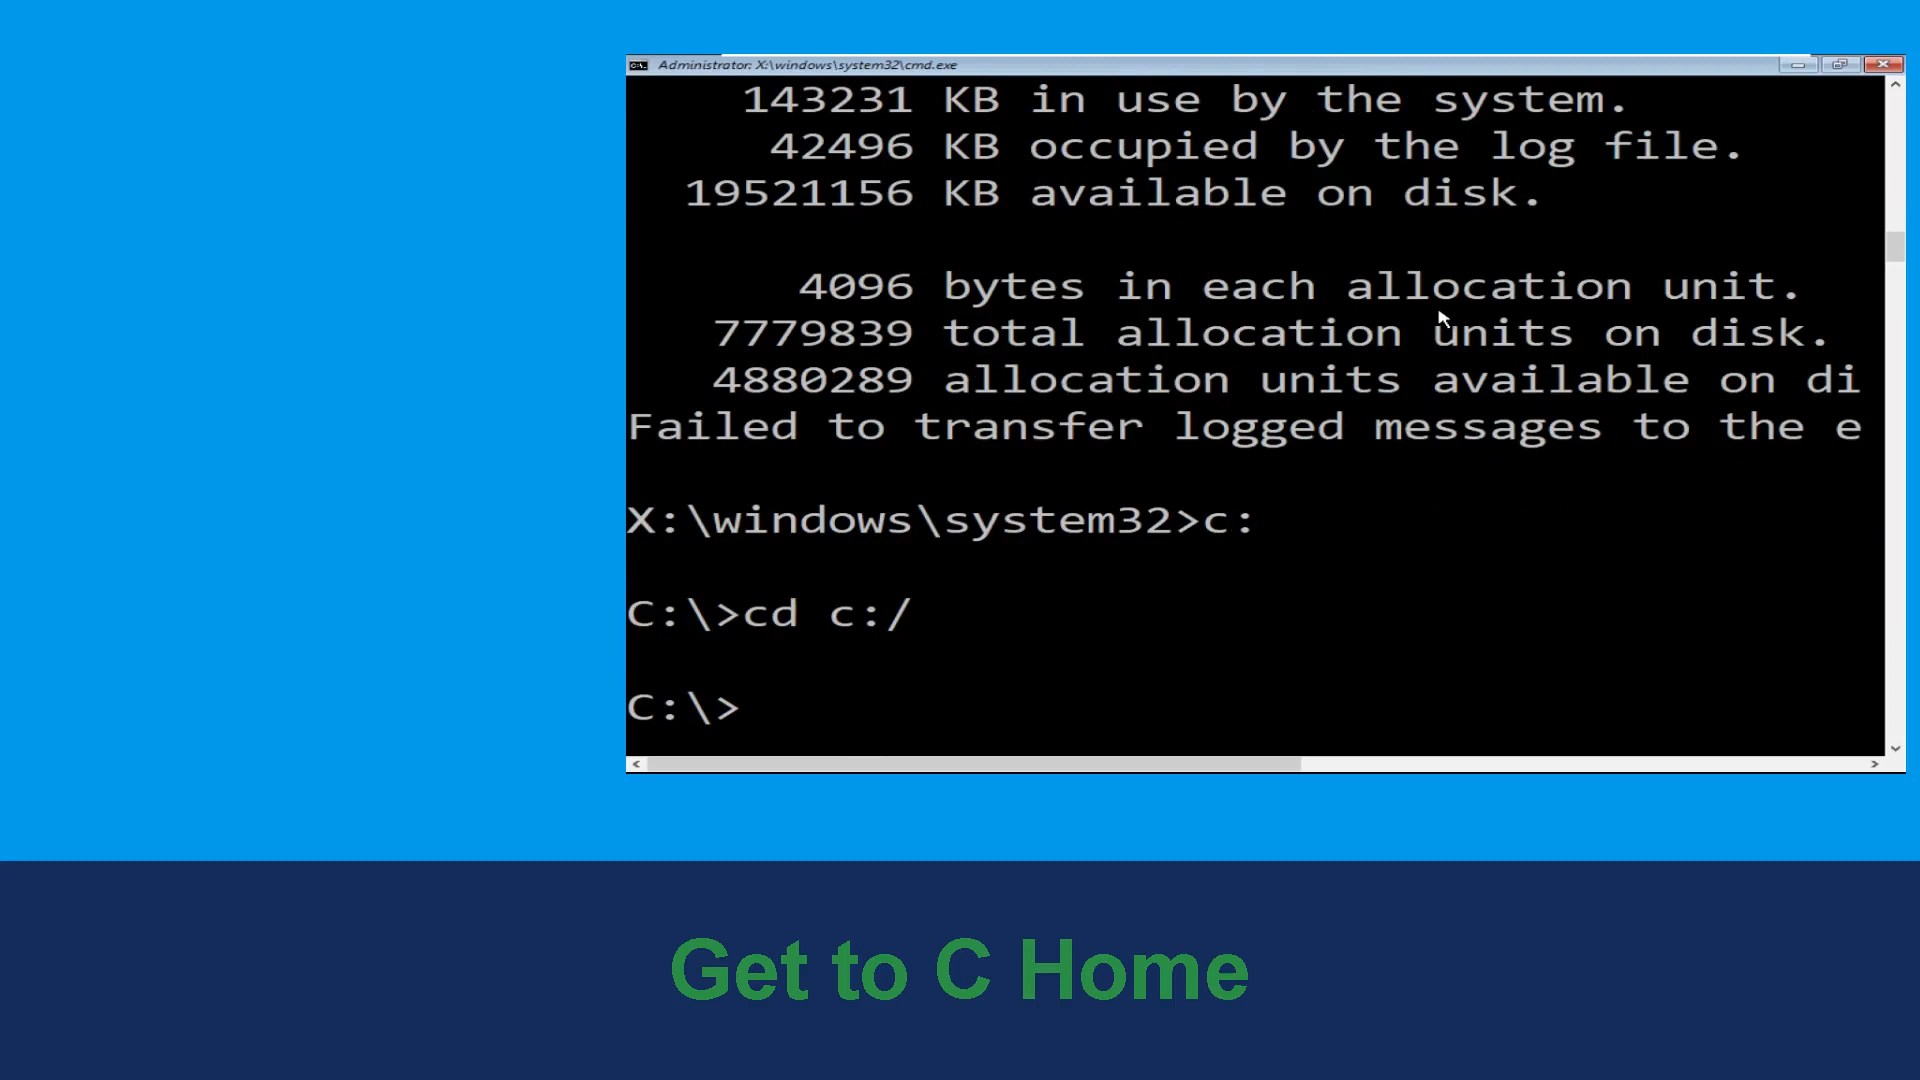 Administrator: X:\windows\system32\cmd.exe
143231 KB in use by the system.
42496 KB occupied by the log file.
19521156 KB available on disk.
4096 bytes in each allocation unit.
7779839 total allocation units on disk.
4880289 allocation units available on di
Failed to transfer logged messages to the e
X:\windows\system32>c:
C:\>cd c:/
C:\>
Get to C Home